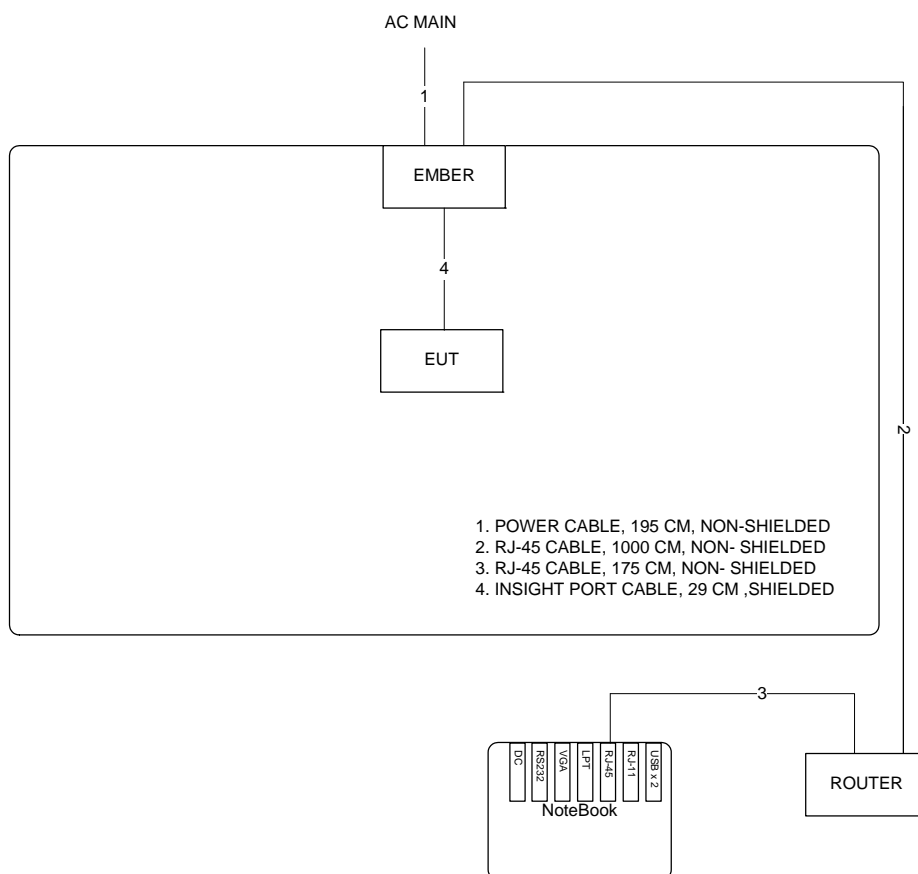 AC MAIN
1
EMBER
4
EUT
2
1. POWER CABLE, 195 CM, NON-SHIELDED
2. RJ-45 CABLE, 1000 CM, NON- SHIELDED
3. RJ-45 CABLE, 175 CM, NON- SHIELDED
4. INSIGHT PORT CABLE, 29 CM ,SHIELDED
3
DC
RS232
VGA
LPT
RJ-45
RJ-11
USB x 2
NoteBook
ROUTER